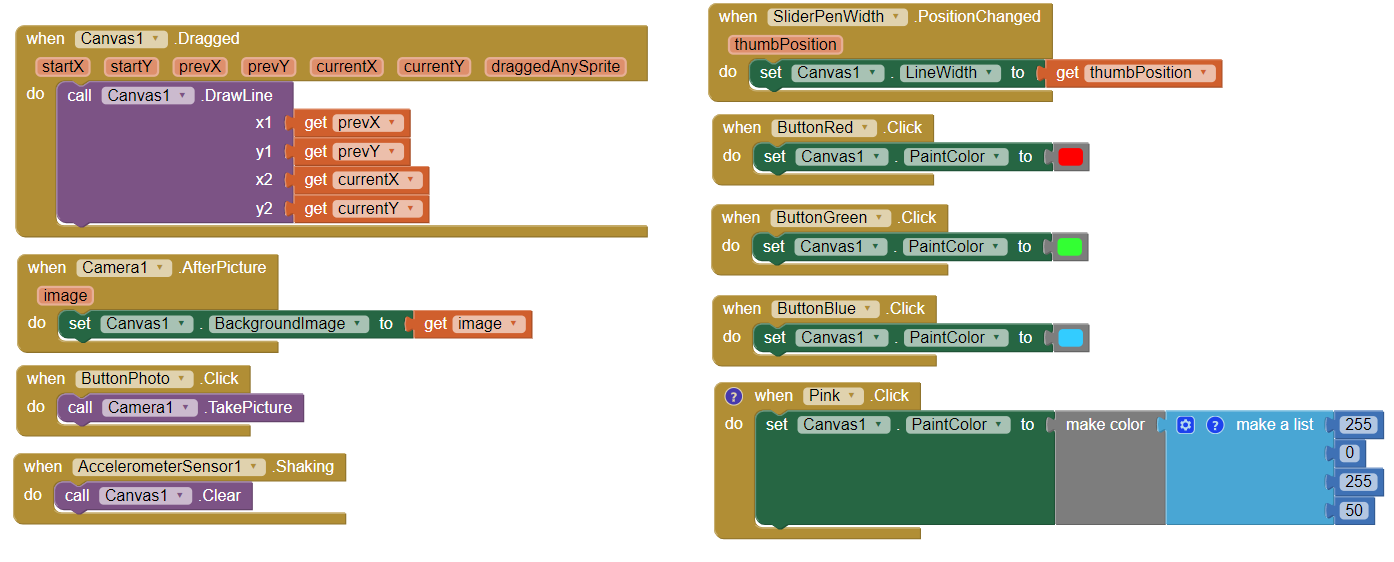 when Canvas1 .Dragged
startX startY prevX prevY currentX currentY draggedAnySprite
do call Canvas1 .DrawLine
x1 get prevX
y1 get prevY
x2 get currentX
y2 get currentY
when Camera1 .AfterPicture
image
do set Canvas1 . BackgroundImage to get image
when ButtonPhoto .Click
do call Camera1 .TakePicture
when AccelerometerSensor1 .Shaking
do call Canvas1 .Clear
when SliderPenWidth .PositionChanged
thumbPosition
do set Canvas1 . LineWidth to get thumbPosition
when ButtonRed .Click
do set Canvas1 . PaintColor to
when ButtonGreen .Click
do set Canvas1 . PaintColor to
when ButtonBlue .Click
do set Canvas1 . PaintColor to
? when Pink .Click
do set Canvas1 . PaintColor to make color ? make a list 255
0
255
50